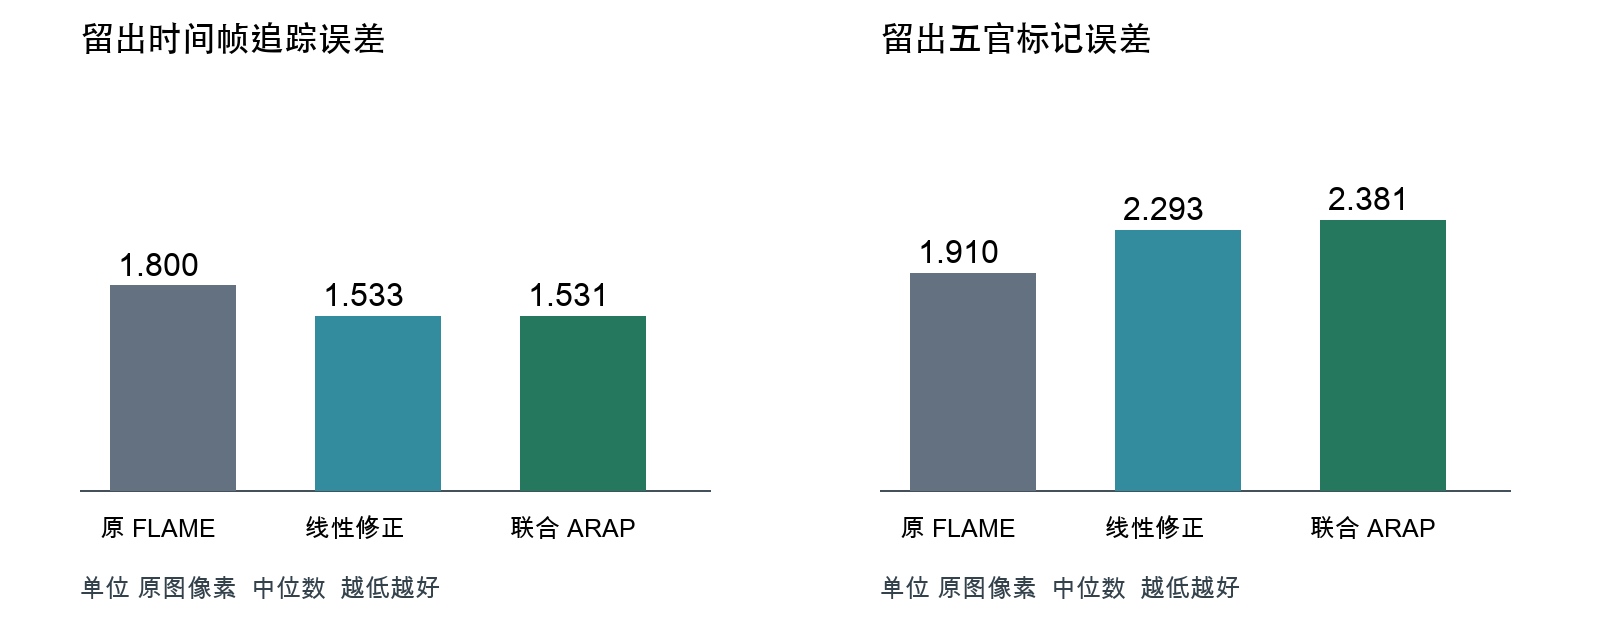 留出时间帧追踪误差
1.800
1.533
1.531
原 FLAME
线性修正
联合 ARAP
单位 原图像素 中位数 越低越好
留出五官标记误差
1.910
2.293
2.381
原 FLAME
线性修正
联合 ARAP
单位 原图像素 中位数 越低越好